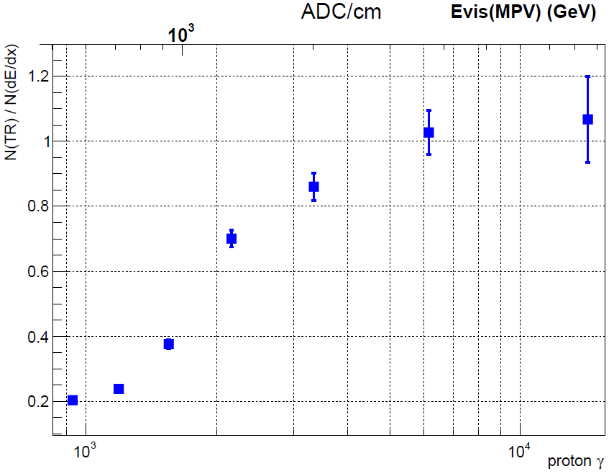 ADC/cm
Evis(MPV) (GeV)
10³
N(TR) / N(dE/dx)
1.2
1
0.8
0.6
0.4
0.2
10³
10⁴
proton γ